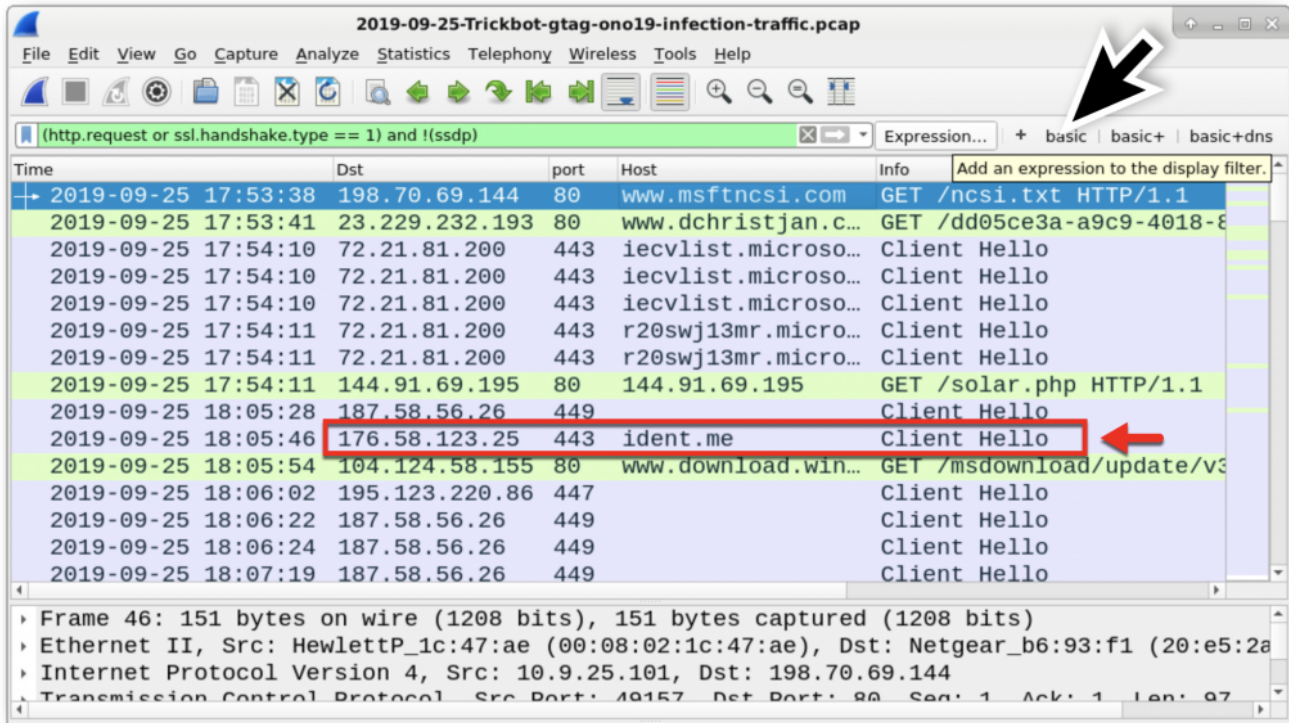 2019-09-25-Trickbot-gtag-ono19-infection-traffic.pcap
File Edit View Go Capture Analyze Statistics Telephony Wireless Tools Help
(http.request or ssl.handshake.type == 1) and !(ssdp) Expression... + basic | basic+ | basic+dns
Time Dst port Host Info
Add an expression to the display filter.
2019-09-25 17:53:38 198.70.69.144 80 www.msftncsi.com GET /ncsi.txt HTTP/1.1
2019-09-25 17:53:41 23.229.232.193 80 www.dchristjan.c… GET /dd05ce3a-a9c9-4018-8
2019-09-25 17:54:10 72.21.81.200 443 iecvlist.microso… Client Hello
2019-09-25 17:54:10 72.21.81.200 443 iecvlist.microso… Client Hello
2019-09-25 17:54:10 72.21.81.200 443 iecvlist.microso… Client Hello
2019-09-25 17:54:11 72.21.81.200 443 r20swj13mr.micro… Client Hello
2019-09-25 17:54:11 72.21.81.200 443 r20swj13mr.micro… Client Hello
2019-09-25 17:54:11 144.91.69.195 80 144.91.69.195 GET /solar.php HTTP/1.1
2019-09-25 18:05:28 187.58.56.26 449 Client Hello
2019-09-25 18:05:46 176.58.123.25 443 ident.me Client Hello
2019-09-25 18:05:54 104.124.58.155 80 www.download.win… GET /msdownload/update/v3
2019-09-25 18:06:02 195.123.220.86 447 Client Hello
2019-09-25 18:06:22 187.58.56.26 449 Client Hello
2019-09-25 18:06:24 187.58.56.26 449 Client Hello
2019-09-25 18:07:19 187.58.56.26 449 Client Hello
Frame 46: 151 bytes on wire (1208 bits), 151 bytes captured (1208 bits)
Ethernet II, Src: HewlettP_1c:47:ae (00:08:02:1c:47:ae), Dst: Netgear_b6:93:f1 (20:e5:2a
Internet Protocol Version 4, Src: 10.9.25.101, Dst: 198.70.69.144
Transmission Control Protocol, Src Port: 49157, Dst Port: 80, Seq: 1, Ack: 1, Len: 97